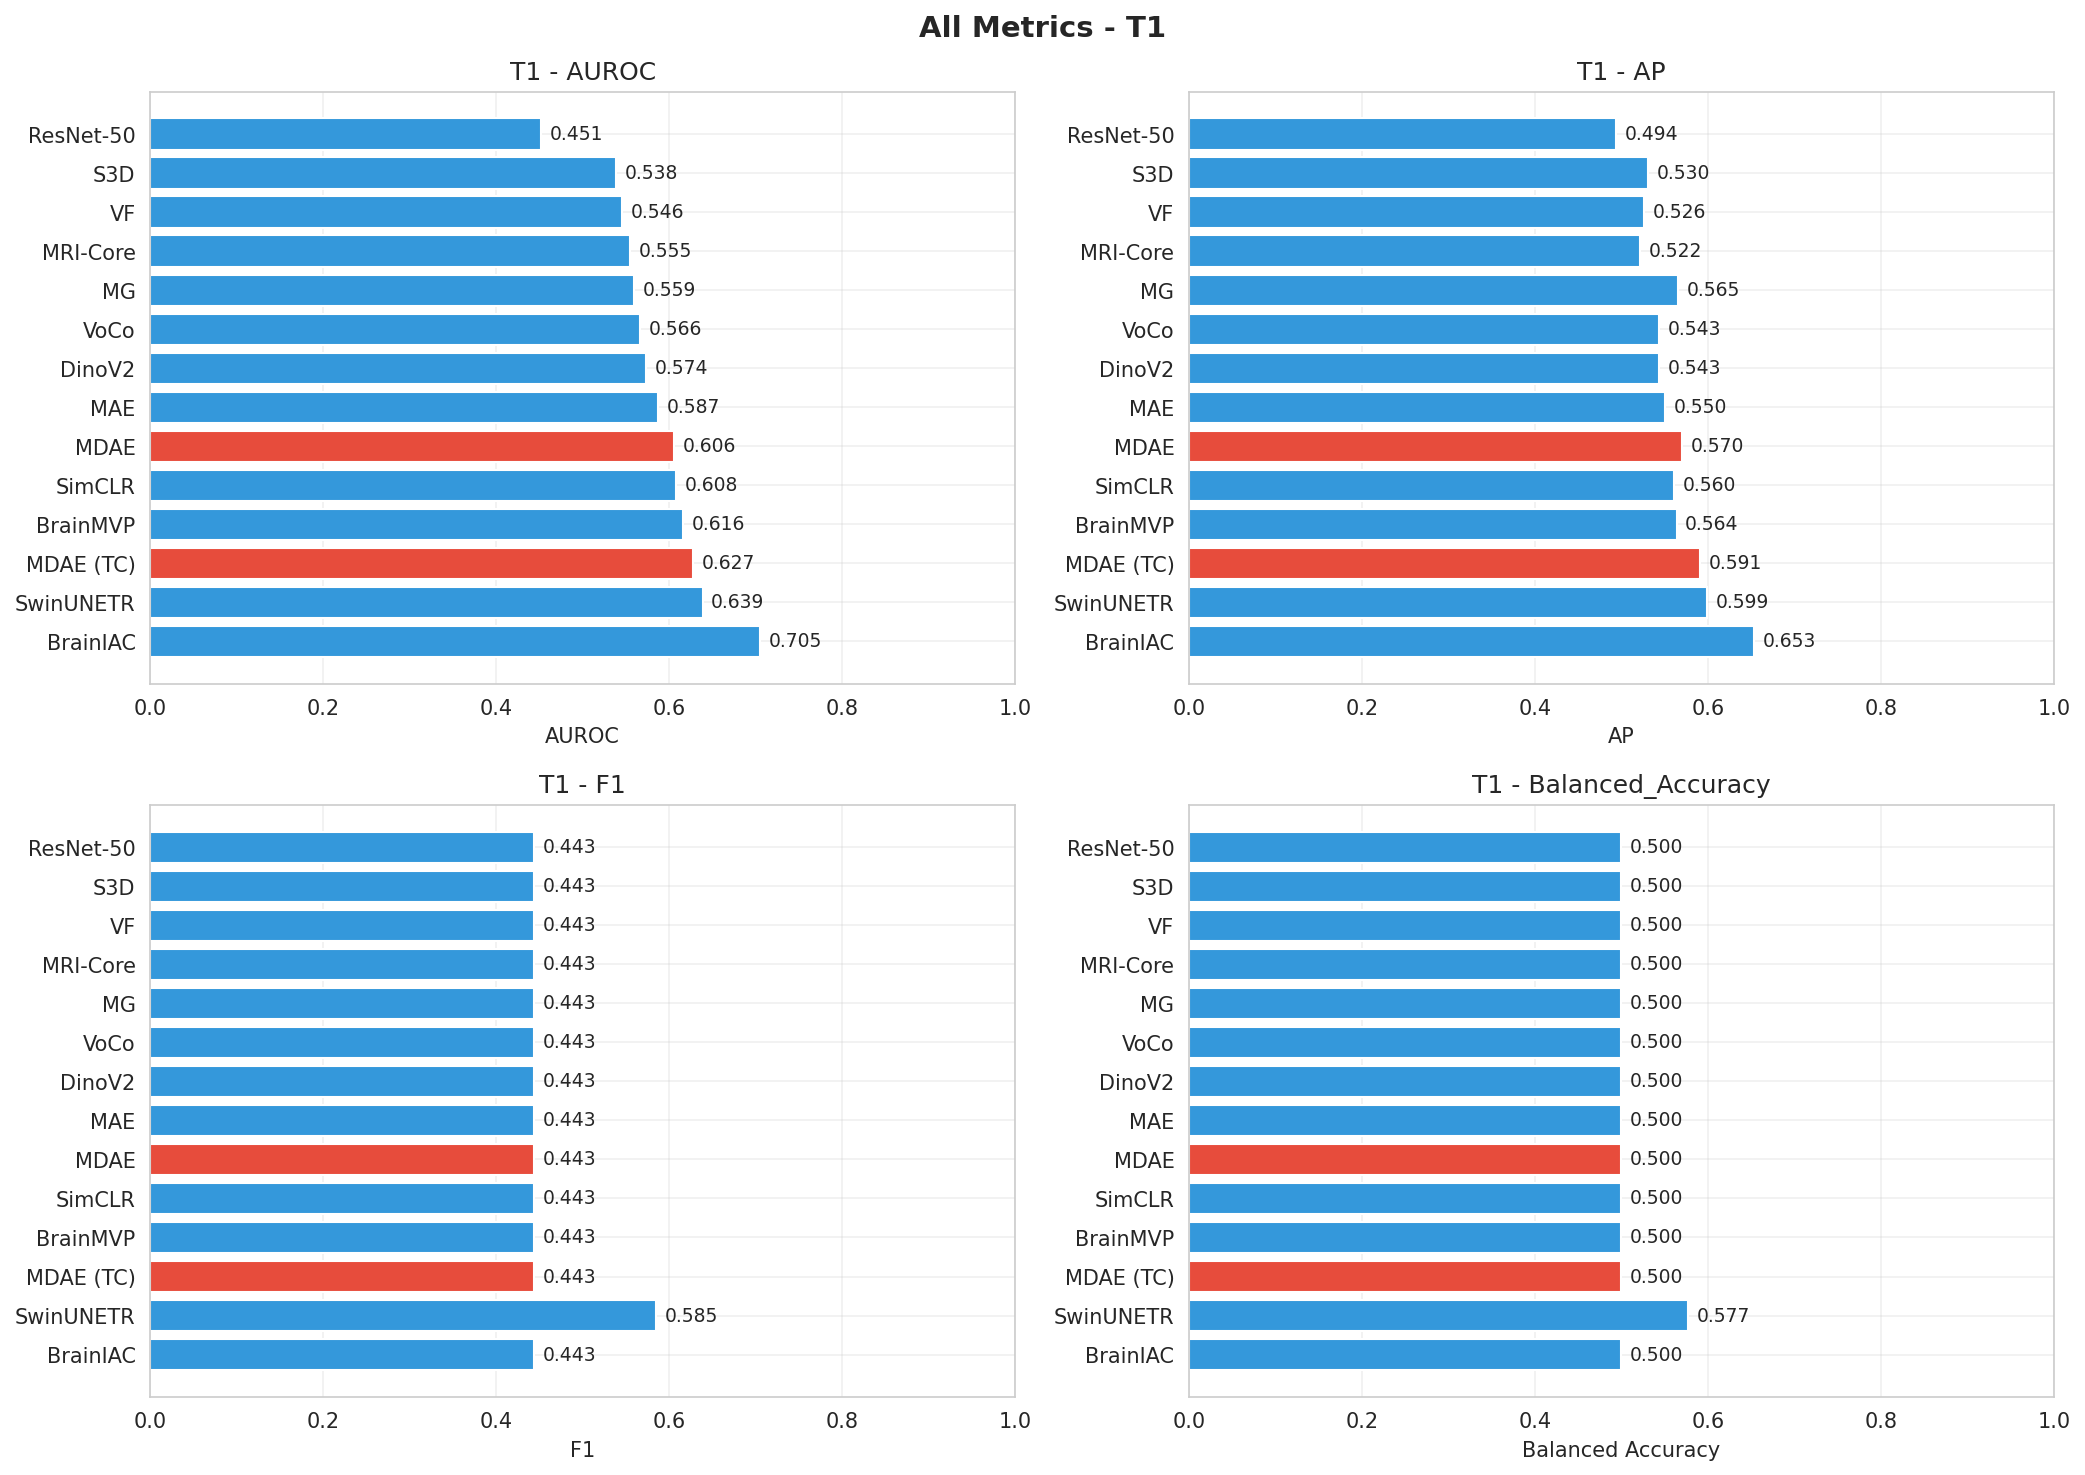 All Metrics - T1
T1 - AUROC
ResNet-50 0.451
S3D 0.538
VF 0.546
MRI-Core 0.555
MG 0.559
VoCo 0.566
DinoV2 0.574
MAE 0.587
MDAE 0.606
SimCLR 0.608
BrainMVP 0.616
MDAE (TC) 0.627
SwinUNETR 0.639
BrainIAC 0.705
0.0 0.2 0.4 0.6 0.8 1.0
AUROC
T1 - AP
ResNet-50 0.494
S3D 0.530
VF 0.526
MRI-Core 0.522
MG 0.565
VoCo 0.543
DinoV2 0.543
MAE 0.550
MDAE 0.570
SimCLR 0.560
BrainMVP 0.564
MDAE (TC) 0.591
SwinUNETR 0.599
BrainIAC 0.653
0.0 0.2 0.4 0.6 0.8 1.0
AP
T1 - F1
ResNet-50 0.443
S3D 0.443
VF 0.443
MRI-Core 0.443
MG 0.443
VoCo 0.443
DinoV2 0.443
MAE 0.443
MDAE 0.443
SimCLR 0.443
BrainMVP 0.443
MDAE (TC) 0.443
SwinUNETR 0.585
BrainIAC 0.443
0.0 0.2 0.4 0.6 0.8 1.0
F1
T1 - Balanced_Accuracy
ResNet-50 0.500
S3D 0.500
VF 0.500
MRI-Core 0.500
MG 0.500
VoCo 0.500
DinoV2 0.500
MAE 0.500
MDAE 0.500
SimCLR 0.500
BrainMVP 0.500
MDAE (TC) 0.500
SwinUNETR 0.577
BrainIAC 0.500
0.0 0.2 0.4 0.6 0.8 1.0
Balanced Accuracy